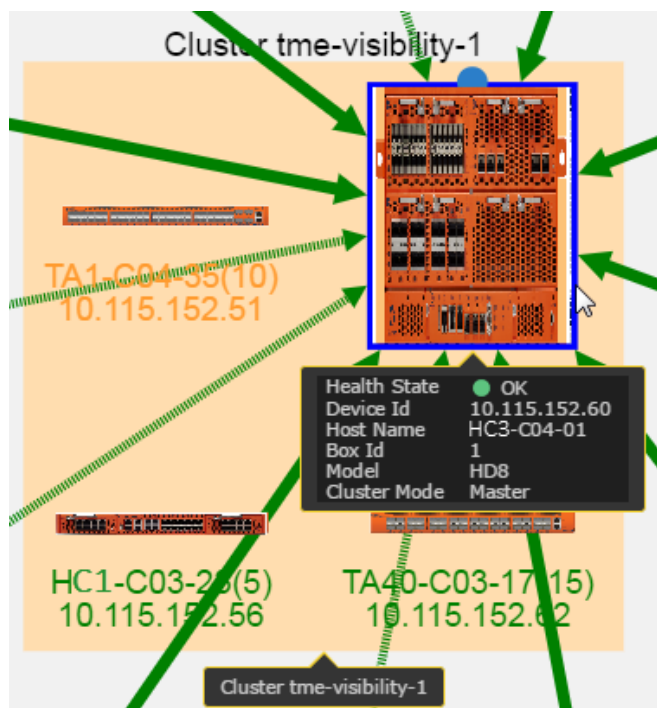 Cluster tme-visibility-1
TA1-C04-35(10)
10.115.152.51
Health State OK
Device Id 10.115.152.60
Host Name HC3-C04-01
Box Id 1
Model HD8
Cluster Mode Master
HC1-C03-28(5)
10.115.152.56
TA40-C03-17(15)
10.115.152.62
Cluster tme-visibility-1